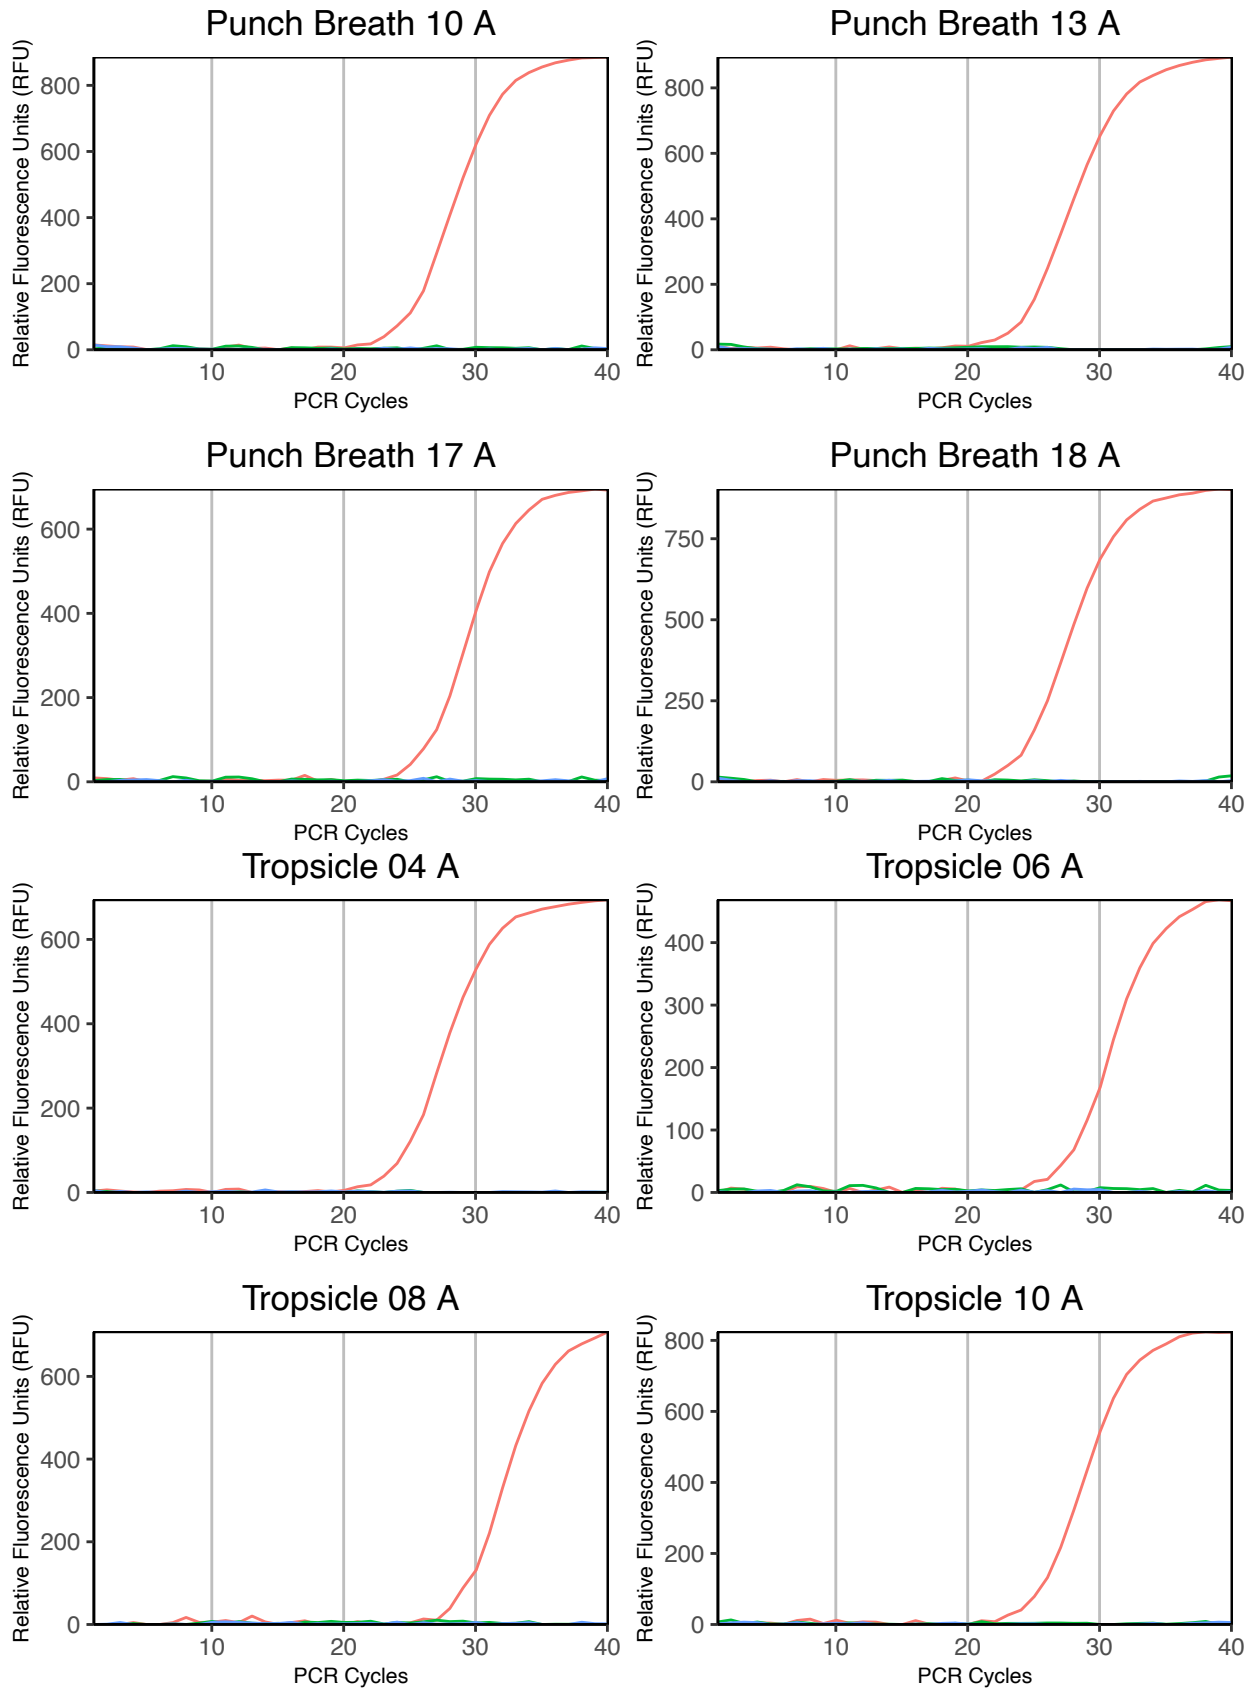 Punch Breath 10 A
Relative Fluorescence Units (RFU)
800
600
400
200
0
10 20 30 40
PCR Cycles
Punch Breath 13 A
Relative Fluorescence Units (RFU)
800
600
400
200
0
10 20 30 40
PCR Cycles
Punch Breath 17 A
Relative Fluorescence Units (RFU)
600
400
200
0
10 20 30 40
PCR Cycles
Punch Breath 18 A
Relative Fluorescence Units (RFU)
750
500
250
0
10 20 30 40
PCR Cycles
Tropsicle 04 A
Relative Fluorescence Units (RFU)
600
400
200
0
10 20 30 40
PCR Cycles
Tropsicle 06 A
Relative Fluorescence Units (RFU)
400
300
200
100
0
10 20 30 40
PCR Cycles
Tropsicle 08 A
Relative Fluorescence Units (RFU)
600
400
200
0
10 20 30 40
PCR Cycles
Tropsicle 10 A
Relative Fluorescence Units (RFU)
800
600
400
200
0
10 20 30 40
PCR Cycles